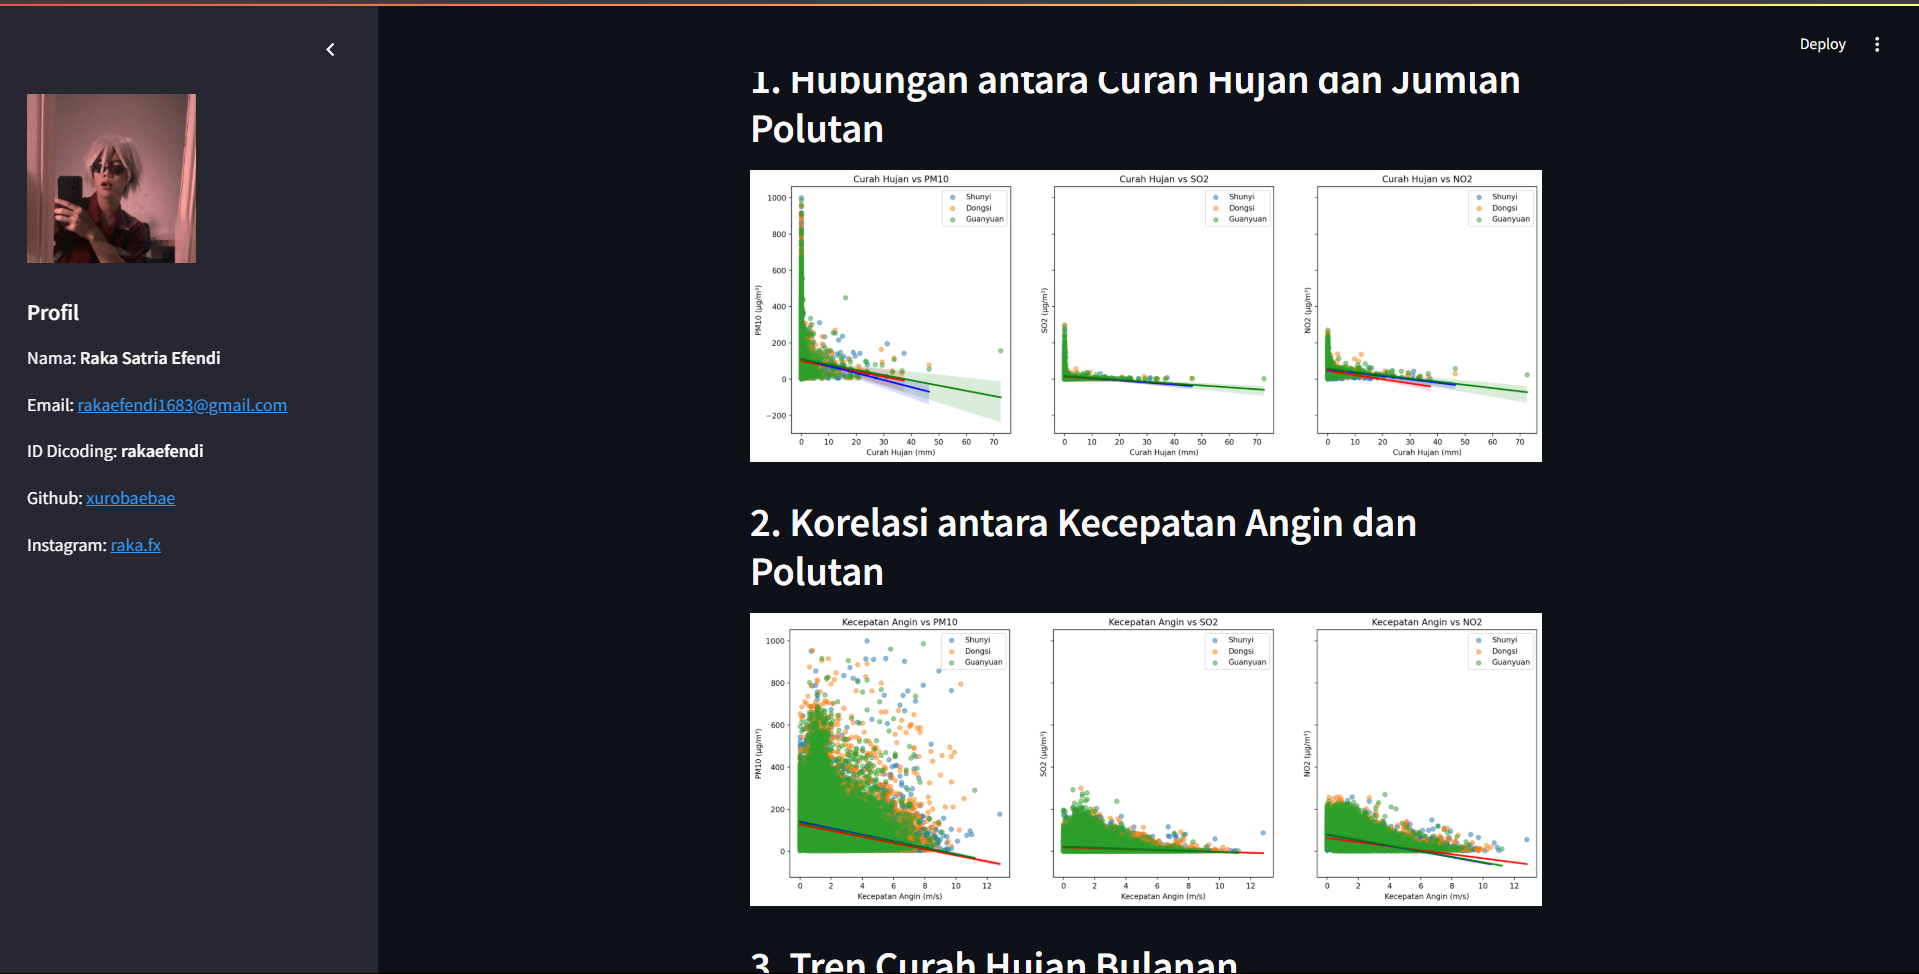 Deploy
Profil
Nama: Raka Satria Efendi
Email: rakaefendi1683@gmail.com
ID Dicoding: rakaefendi
Github: xurobaebae
Instagram: raka.fx
1. Hubungan antara Curah Hujan dan Jumlah
Polutan
Curah Hujan vs PM10
Shunyi
Dongsi
Guanyuan
1000
800
600
400
200
0
−200
PM10 (µg/m³)
0 10 20 30 40 50 60 70
Curah Hujan (mm)
Curah Hujan vs SO2
Shunyi
Dongsi
Guanyuan
SO2 (µg/m³)
0 10 20 30 40 50 60 70
Curah Hujan (mm)
Curah Hujan vs NO2
Shunyi
Dongsi
Guanyuan
NO2 (µg/m³)
0 10 20 30 40 50 60 70
Curah Hujan (mm)
2. Korelasi antara Kecepatan Angin dan
Polutan
Kecepatan Angin vs PM10
Shunyi
Dongsi
Guanyuan
1000
800
600
400
200
0
PM10 (µg/m³)
0 2 4 6 8 10 12
Kecepatan Angin (m/s)
Kecepatan Angin vs SO2
Shunyi
Dongsi
Guanyuan
SO2 (µg/m³)
0 2 4 6 8 10 12
Kecepatan Angin (m/s)
Kecepatan Angin vs NO2
Shunyi
Dongsi
Guanyuan
NO2 (µg/m³)
0 2 4 6 8 10 12
Kecepatan Angin (m/s)
3. Tren Curah Hujan Bulanan